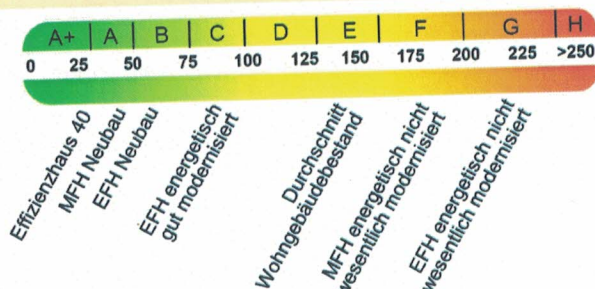 A+ A B C D E F G H
0 25 50 75 100 125 150 175 200 225 >250
Effizienzhaus 40
MFH Neubau
EFH Neubau
EFH energetisch
gut modernisiert
Durchschnitt
Wohngebäudebestand
MFH energetisch nicht
wesentlich modernisiert
EFH energetisch nicht
wesentlich modernisiert